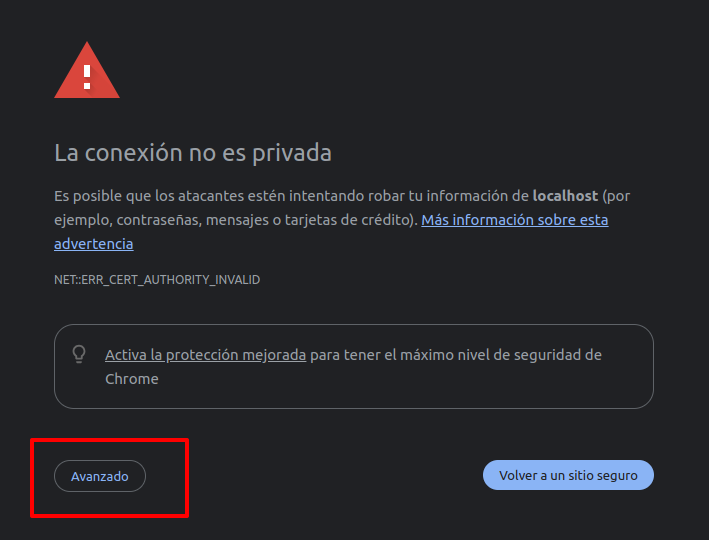 La conexión no es privada
Es posible que los atacantes estén intentando robar tu información de localhost (por
ejemplo, contraseñas, mensajes o tarjetas de crédito). Más información sobre esta
advertencia
NET::ERR_CERT_AUTHORITY_INVALID
Activa la protección mejorada para tener el máximo nivel de seguridad de
Chrome
Avanzado
Volver a un sitio seguro